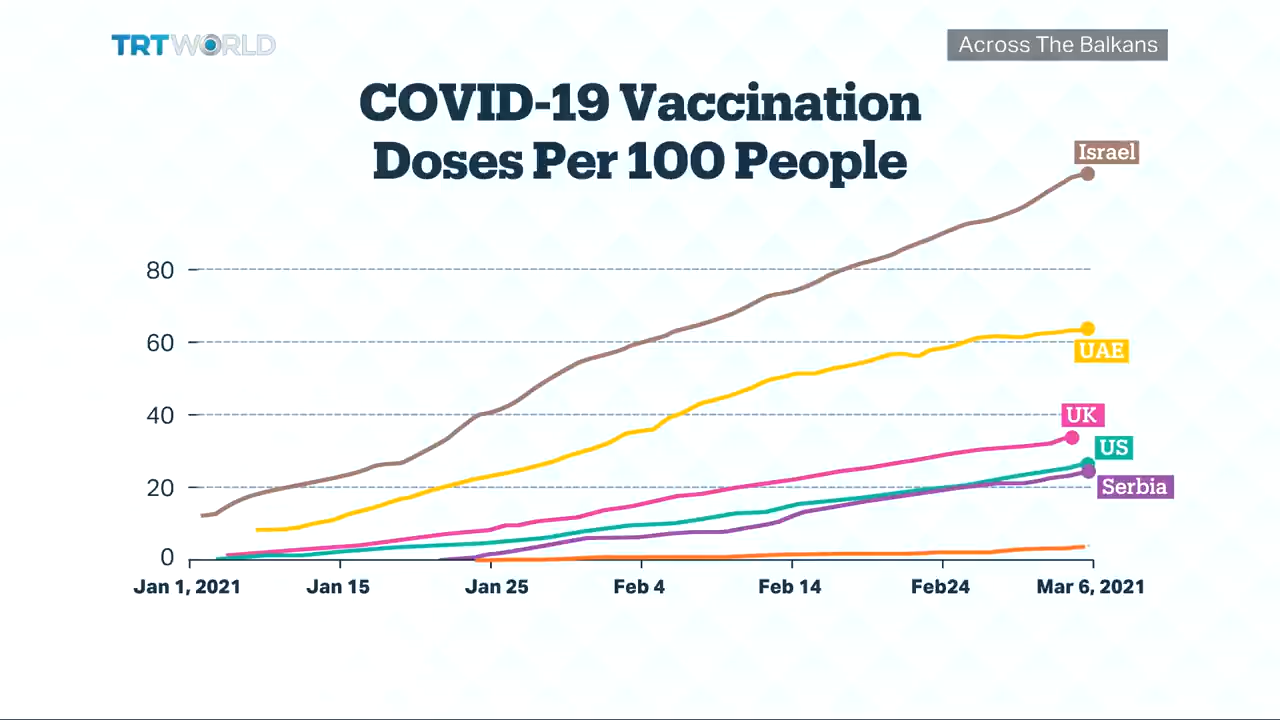 TRT WORLD
Across The Balkans
COVID-19 Vaccination
Doses Per 100 People
Israel
80
60
UAE
40
UK
US
20
Serbia
0
Jan 1, 2021
Jan 15
Jan 25
Feb 4
Feb 14
Feb24
Mar 6, 2021